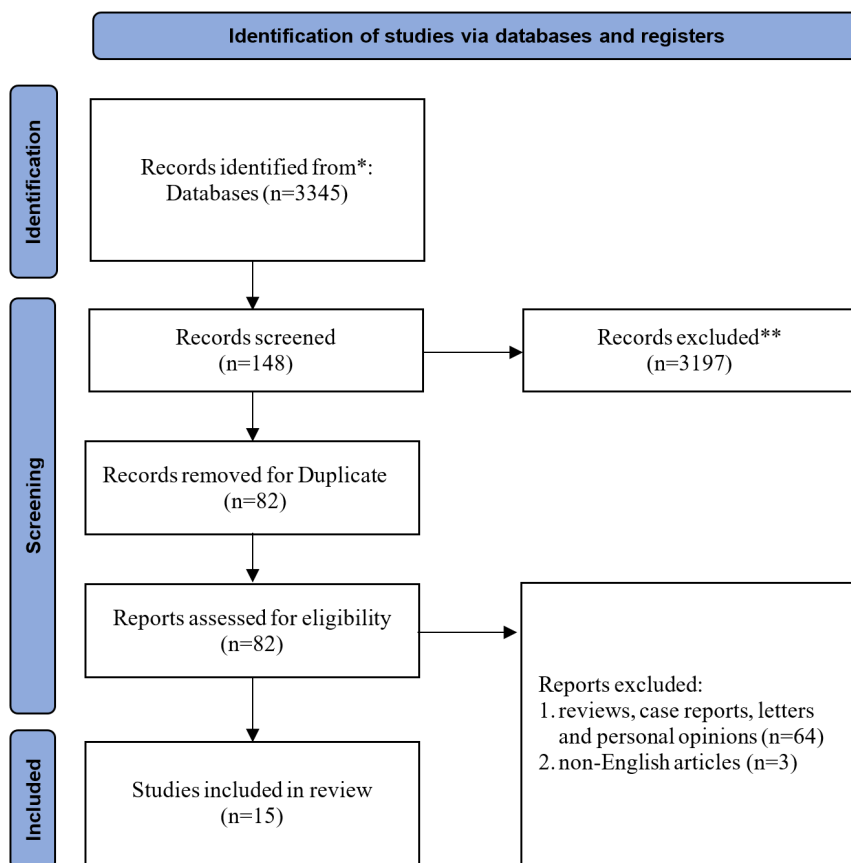 Identification of studies via databases and registers
Identification
Records identified from*:
Databases (n=3345)
Screening
Records screened
(n=148)
Records excluded**
(n=3197)
Records removed for Duplicate
(n=82)
Reports assessed for eligibility
(n=82)
Reports excluded:
1. reviews, case reports, letters
and personal opinions (n=64)
2. non-English articles (n=3)
Included
Studies included in review
(n=15)